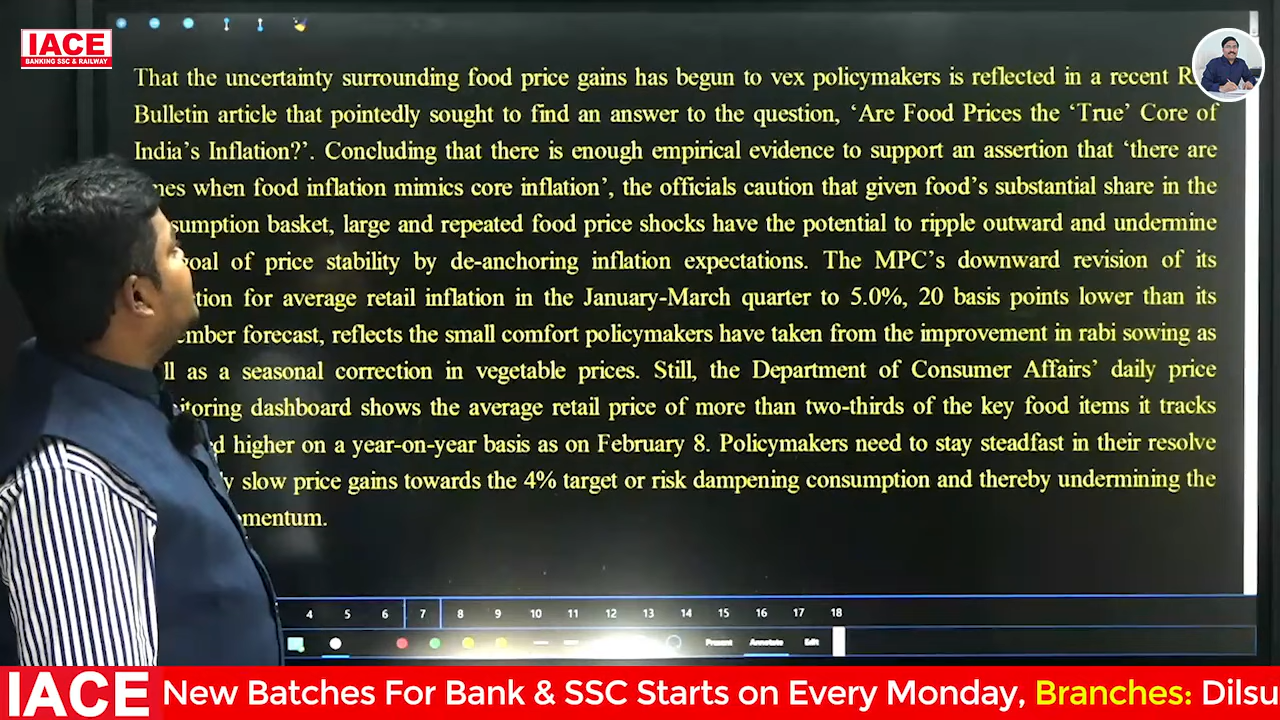 IACE
BANKING SSC & RAILWAY
That the uncertainty surrounding food price gains has begun to vex policymakers is reflected in a recent
Bulletin article that pointedly sought to find an answer to the question, ‘Are Food Prices the ‘True’ Core of
India’s Inflation?’. Concluding that there is enough empirical evidence to support an assertion that ‘there are
when food inflation mimics core inflation’, the officials caution that given food’s substantial share in the
basket, large and repeated food price shocks have the potential to ripple outward and undermine
of price stability by de-anchoring inflation expectations. The MPC’s downward revision of its
for average retail inflation in the January-March quarter to 5.0%, 20 basis points lower than its
forecast, reflects the small comfort policymakers have taken from the improvement in rabi sowing as
as a seasonal correction in vegetable prices. Still, the Department of Consumer Affairs’ daily price
dashboard shows the average retail price of more than two-thirds of the key food items it tracks
higher on a year-on-year basis as on February 8. Policymakers need to stay steadfast in their resolve
slow price gains towards the 4% target or risk dampening consumption and thereby undermining the
4 5 6 7 8 9 10 11 12 13 14 15 16 17 18
Present Annotate Edit
IACE New Batches For Bank & SSC Starts on Every Monday, Branches: Dilsu